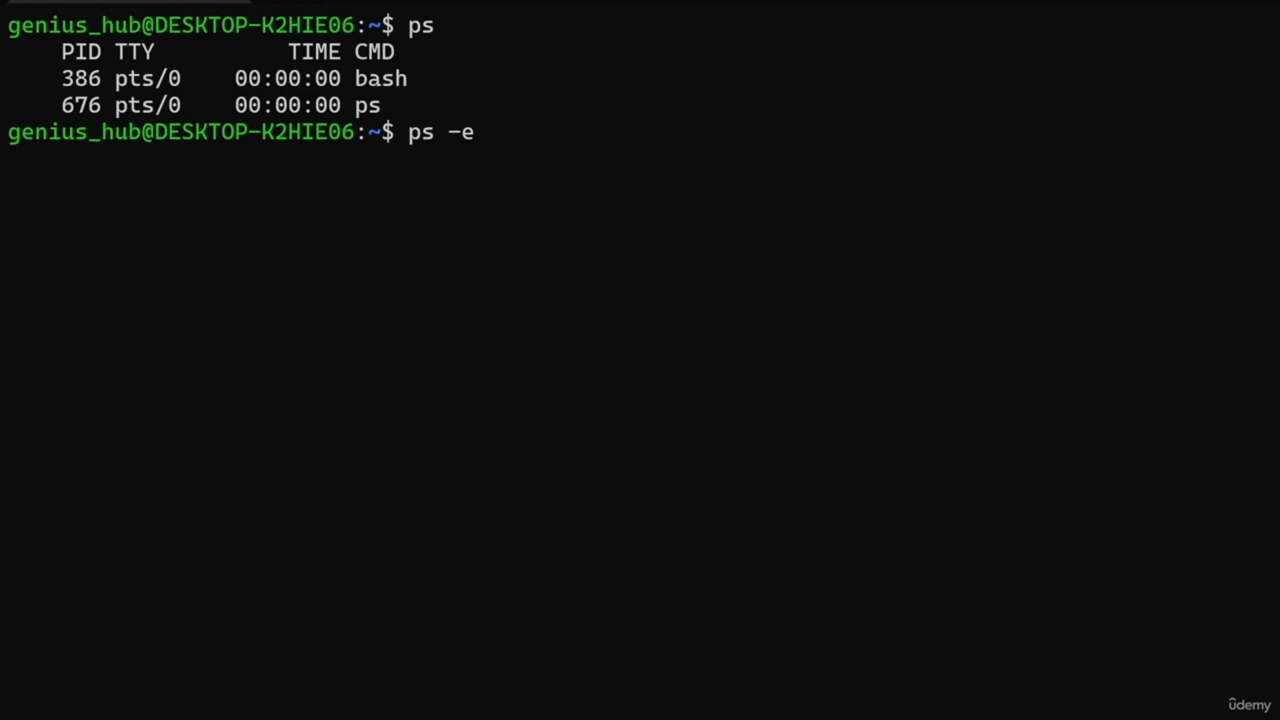 genius_hub@DESKTOP-K2HIE06:~$ ps
    PID TTY          TIME CMD
    386 pts/0    00:00:00 bash
    676 pts/0    00:00:00 ps
genius_hub@DESKTOP-K2HIE06:~$ ps -e
ûdemy